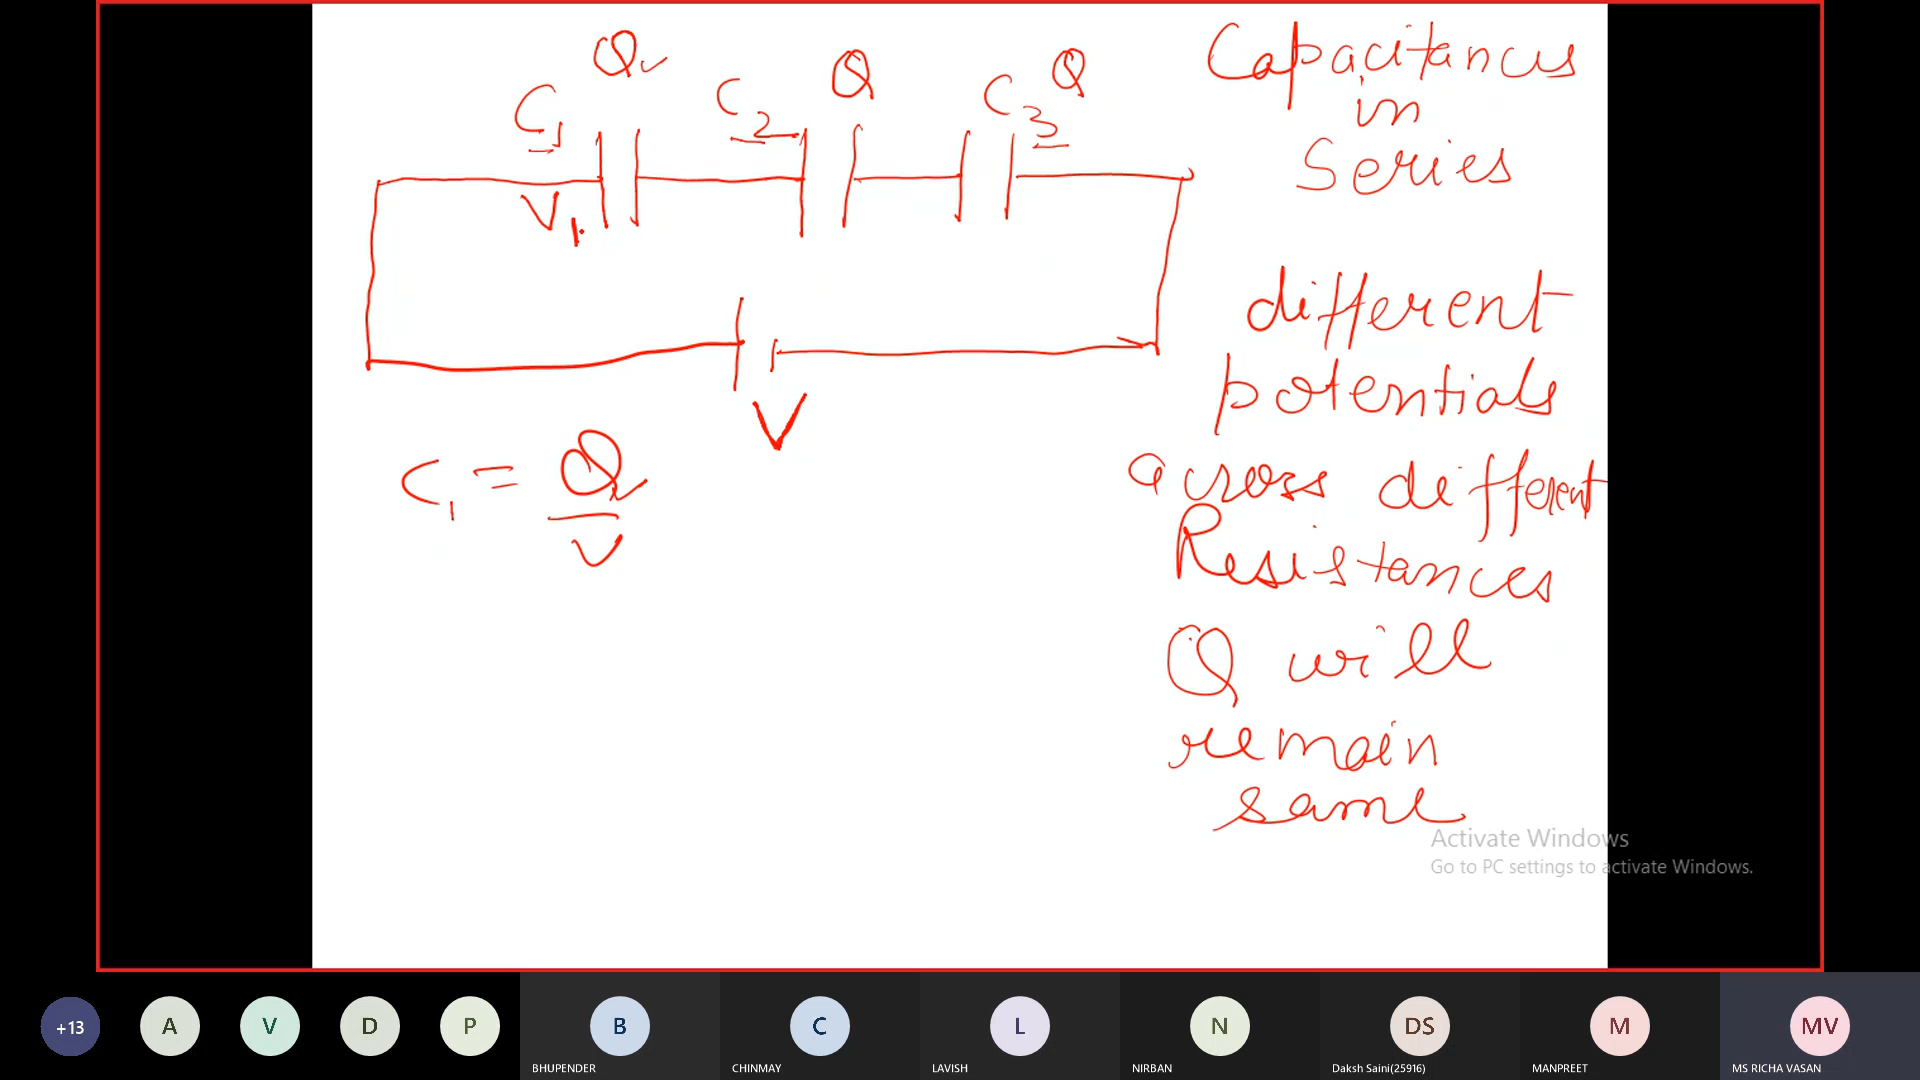 Capacitances
in
Series
C1 Q
C2 Q
C3 Q
V1
V
different
potentials
across different
Resistances
C1 = Q
V
Q will
remain
same
Activate Windows
Go to PC settings to activate Windows.
+13
A
V
D
P
B
C
L
N
DS
M
MV
BHUPENDER
CHINMAY
LAVISH
NIRBAN
Daksh Saini(25916)
MANPREET
MS RICHA VASAN